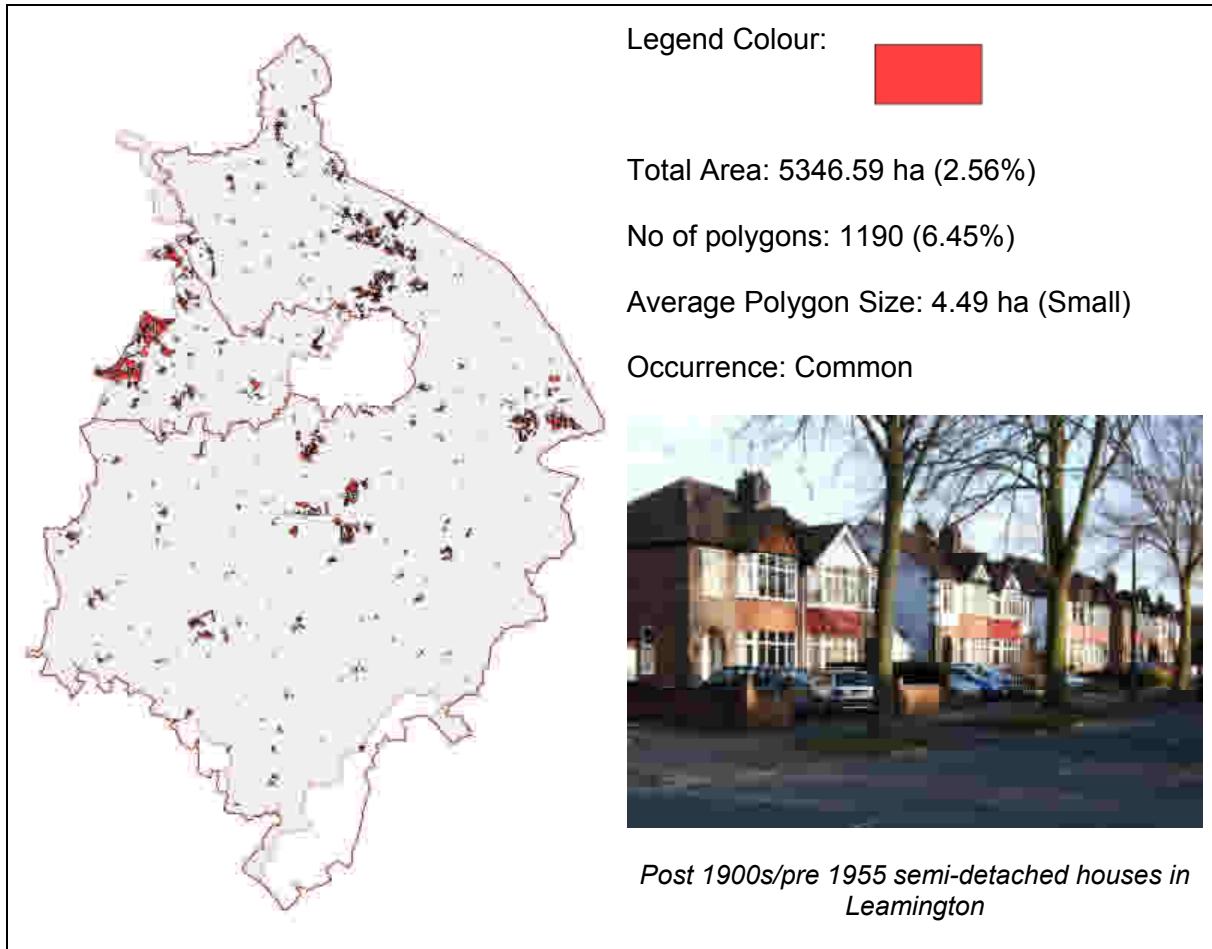 Legend Colour:
Total Area: 5346.59 ha (2.56%)
No of polygons: 1190 (6.45%)
Average Polygon Size: 4.49 ha (Small)
Occurrence: Common
Post 1900s/pre 1955 semi-detached houses in
Leamington